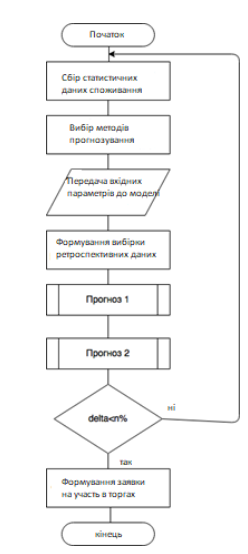 Початок
Сбір статистичних
даних споживання
Вибір методів
прогнозування
Передача вхідних
параметрів до моделі
Формування вибірки
ретроспективних даних
Прогноз 1
Прогноз 2
delta<n%
ні
так
Формування заявки
на участь в торгах
кінець